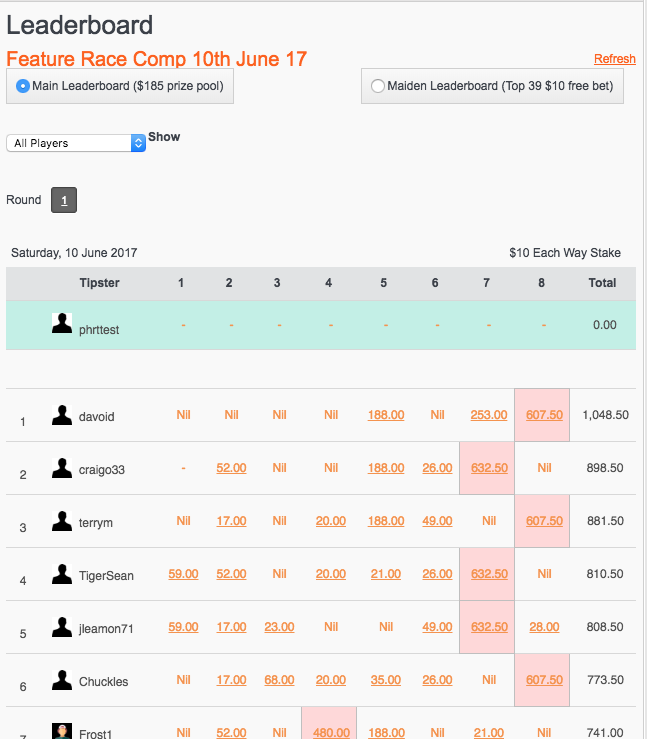 Leaderboard
Feature Race Comp 10th June 17
Refresh
Main Leaderboard ($185 prize pool) Maiden Leaderboard (Top 39 $10 free bet)
All Players Show
Round 1
Saturday, 10 June 2017 $10 Each Way Stake
Tipster 1 2 3 4 5 6 7 8 Total
phrttest - - - - - - - - 0.00
1 davoid Nil Nil Nil Nil 188.00 Nil 253.00 607.50 1,048.50
2 craigo33 - 52.00 Nil Nil 188.00 26.00 632.50 Nil 898.50
3 terrym Nil 17.00 Nil 20.00 188.00 49.00 Nil 607.50 881.50
4 TigerSean 59.00 52.00 Nil 20.00 21.00 26.00 632.50 Nil 810.50
5 jleamon71 59.00 17.00 23.00 Nil Nil 49.00 632.50 28.00 808.50
6 Chuckles Nil 17.00 68.00 20.00 35.00 26.00 Nil 607.50 773.50
7 Frost1 Nil 52.00 Nil 480.00 188.00 Nil 21.00 Nil 741.00